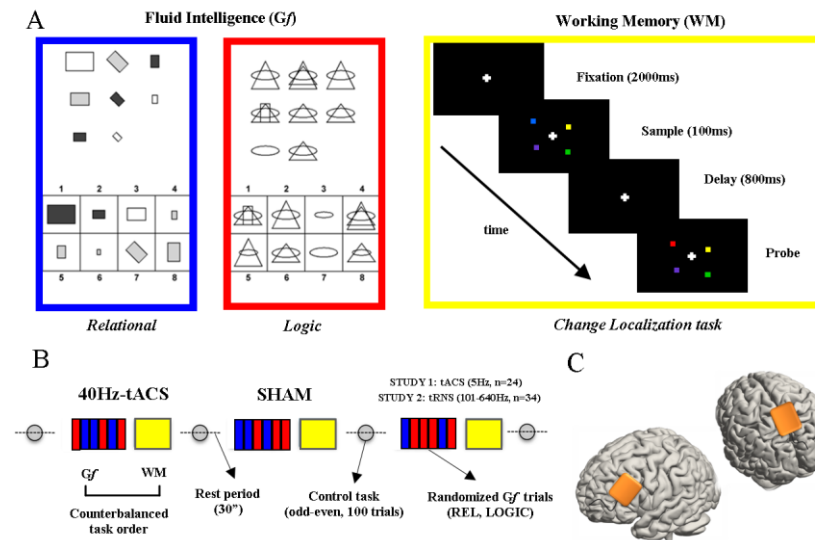 A
Fluid Intelligence (Gf)
Working Memory (WM)
1 2 3 4
5 6 7 8
Relational
1 2 3 4
5 6 7 8
Logic
Fixation (2000ms)
Sample (100ms)
Delay (800ms)
Probe
time
Change Localization task
B
40Hz-tACS
SHAM
STUDY 1: tACS (5Hz, n=24)
STUDY 2: tRNS (101-640Hz, n=34)
Gf WM
Counterbalanced
task order
Rest period
(30”)
Control task
(odd-even, 100 trials)
Randomized Gf trials
(REL, LOGIC)
C